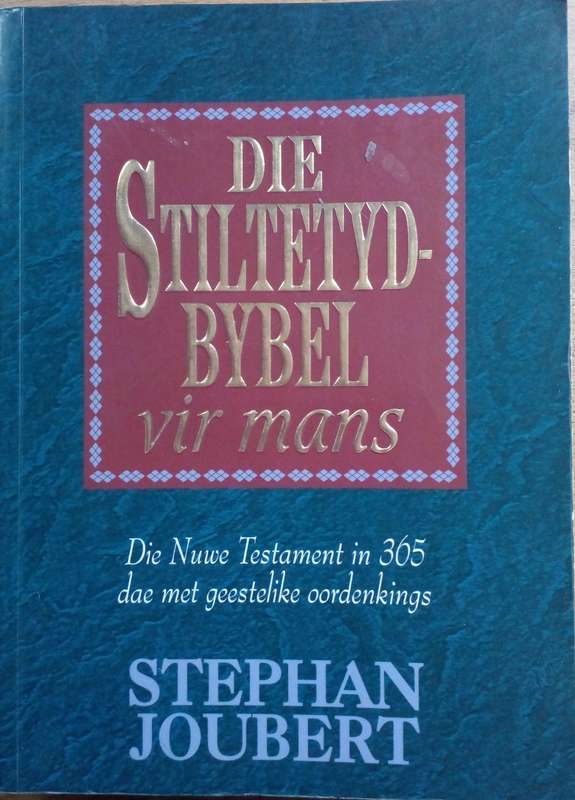 DIE
STILTETYD-
BYBEL
vir mans
Die Nuwe Testament in 365
dae met geestelike oordenkings
STEPHAN
JOUBERT